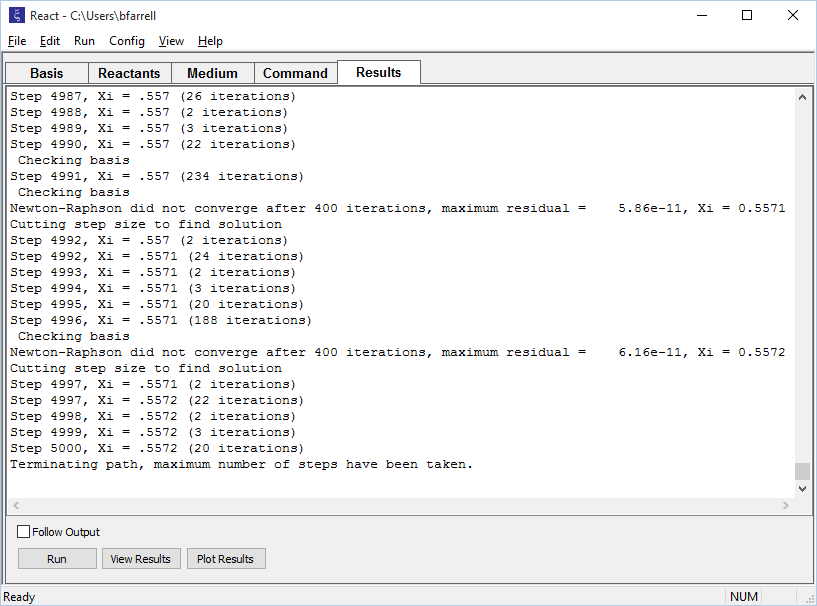 React - C:\Users\bfarrell
File Edit Run Config View Help
Basis Reactants Medium Command Results
Step 4987, Xi = .557 (26 iterations)
Step 4988, Xi = .557 (2 iterations)
Step 4989, Xi = .557 (3 iterations)
Step 4990, Xi = .557 (22 iterations)
Checking basis
Step 4991, Xi = .557 (234 iterations)
Checking basis
Newton-Raphson did not converge after 400 iterations, maximum residual = 5.86e-11, Xi = 0.5571
Cutting step size to find solution
Step 4992, Xi = .557 (2 iterations)
Step 4992, Xi = .5571 (24 iterations)
Step 4993, Xi = .5571 (2 iterations)
Step 4994, Xi = .5571 (3 iterations)
Step 4995, Xi = .5571 (20 iterations)
Step 4996, Xi = .5571 (188 iterations)
Checking basis
Newton-Raphson did not converge after 400 iterations, maximum residual = 6.16e-11, Xi = 0.5572
Cutting step size to find solution
Step 4997, Xi = .5571 (2 iterations)
Step 4997, Xi = .5572 (22 iterations)
Step 4998, Xi = .5572 (2 iterations)
Step 4999, Xi = .5572 (3 iterations)
Step 5000, Xi = .5572 (20 iterations)
Terminating path, maximum number of steps have been taken.
Follow Output
Run View Results Plot Results
Ready NUM